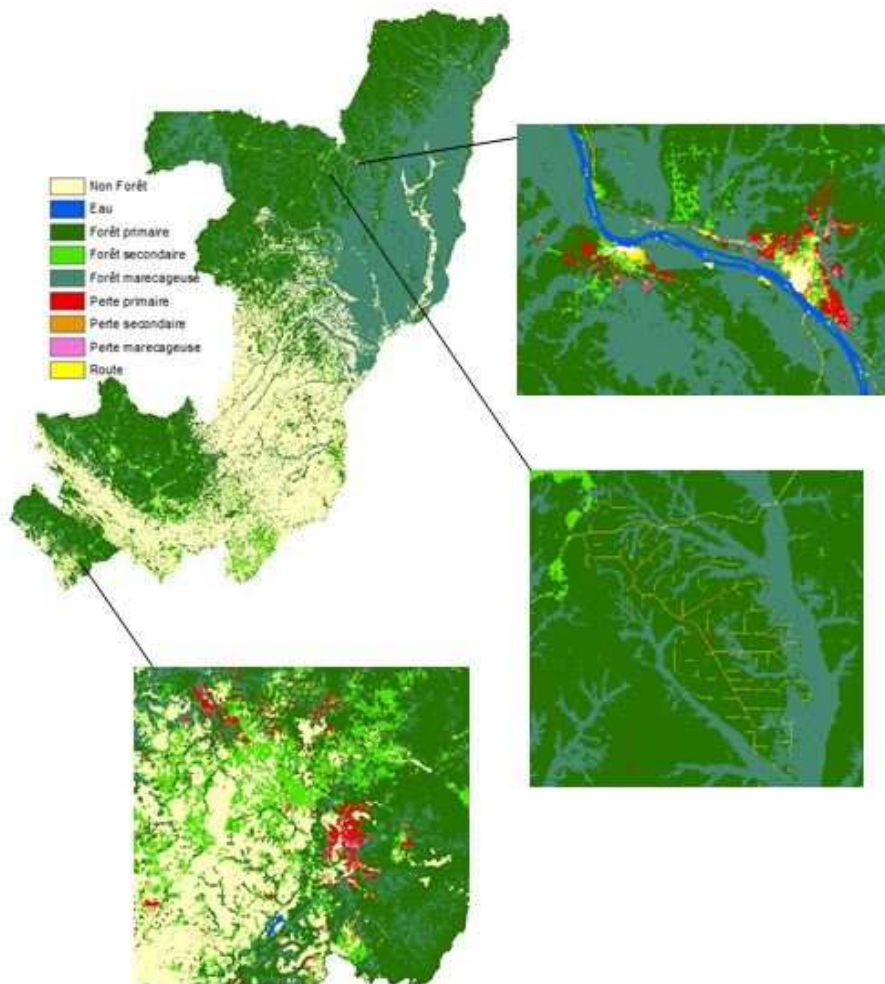 Non Forêt
Eau
Forêt primaire
Forêt secondaire
Forêt marecageuse
Perte primaire
Perte secondaire
Perte marecageuse
Route